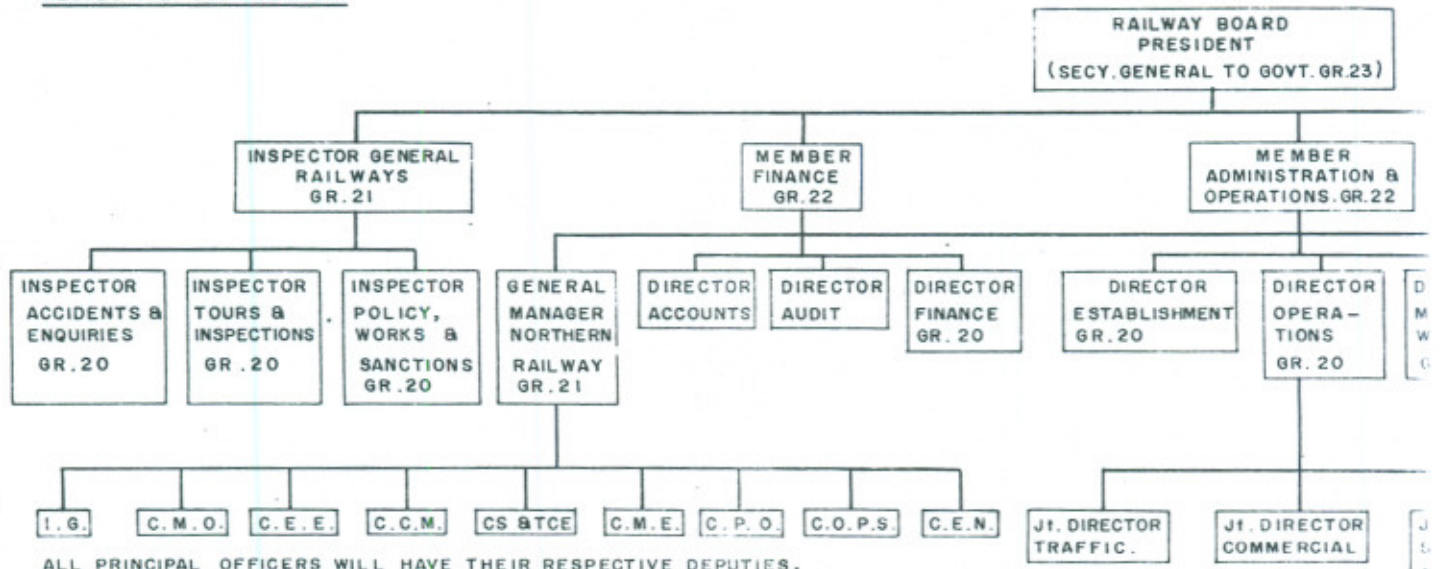 RAILWAY BOARD
PRESIDENT
(SECY. GENERAL TO GOVT. GR.23)
INSPECTOR GENERAL
RAILWAYS
GR.21
MEMBER
FINANCE
GR.22
MEMBER
ADMINISTRATION &
OPERATIONS. GR.22
INSPECTOR
ACCIDENTS &
ENQUIRIES
GR.20
INSPECTOR
TOURS &
INSPECTIONS
GR.20
INSPECTOR
POLICY,
WORKS &
SANCTIONS
GR.20
GENERAL
MANAGER
NORTHERN
RAILWAY
GR.21
DIRECTOR
ACCOUNTS
DIRECTOR
AUDIT
DIRECTOR
FINANCE
GR. 20
DIRECTOR
ESTABLISHMENT
GR.20
DIRECTOR
OPERA-
TIONS
GR. 20
I.G.
C.M.O.
C.E.E.
C.C.M.
CS &TCE
C.M.E.
C.P.O.
C.O.P.S.
C.E.N.
Jt. DIRECTOR
TRAFFIC.
Jt. DIRECTOR
COMMERCIAL
ALL PRINCIPAL OFFICERS WILL HAVE THEIR RESPECTIVE DEPUTIES.